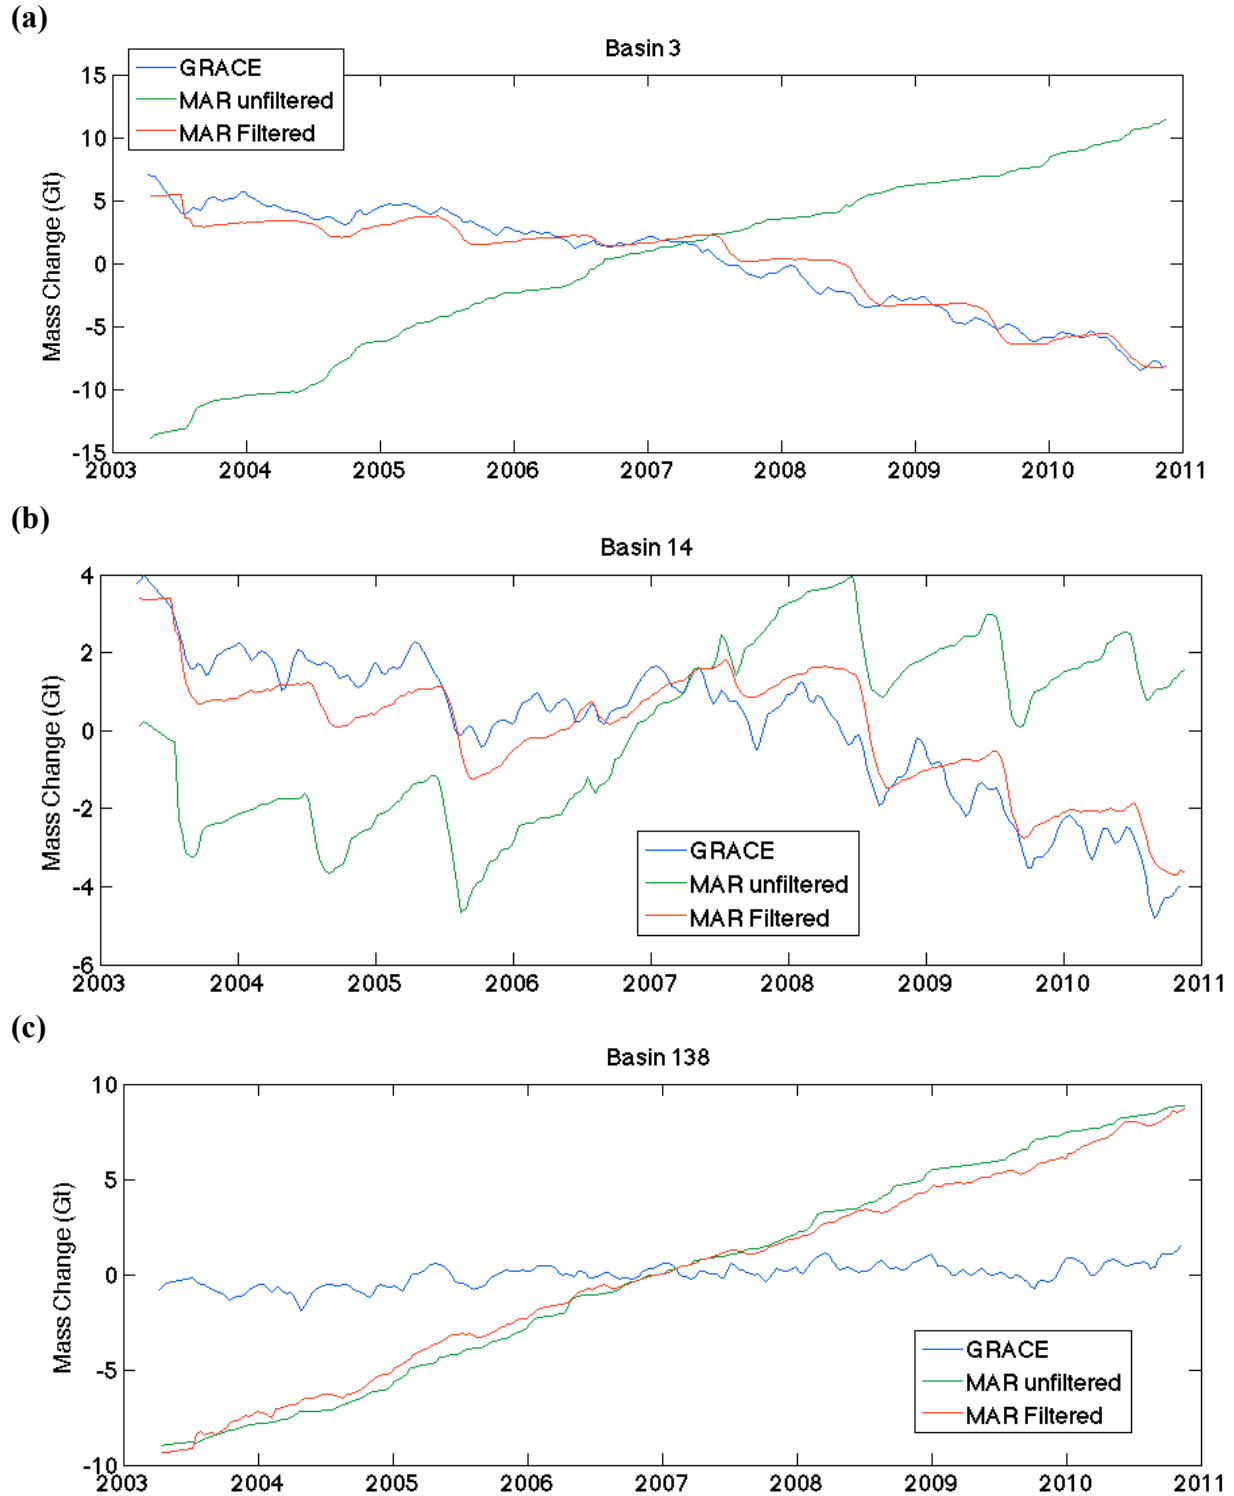 (a)
Basin 3
GRACE
MAR unfiltered
MAR Filtered
Mass Change (Gt)
15
10
5
0
-5
-10
-15
2003 2004 2005 2006 2007 2008 2009 2010 2011
(b)
Basin 14
Mass Change (Gt)
4
2
0
-2
-4
-6
GRACE
MAR unfiltered
MAR Filtered
2003 2004 2005 2006 2007 2008 2009 2010 2011
(c)
Basin 138
Mass Change (Gt)
10
5
0
-5
-10
GRACE
MAR unfiltered
MAR Filtered
2003 2004 2005 2006 2007 2008 2009 2010 2011